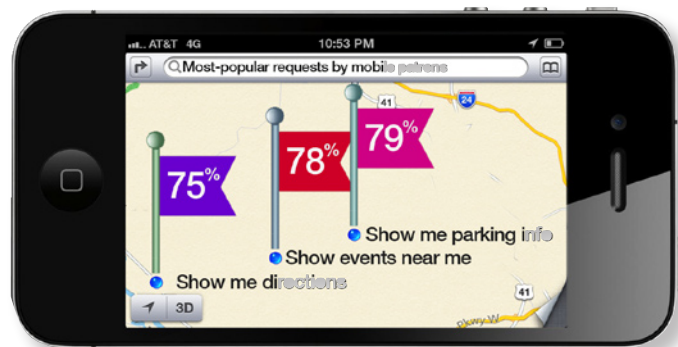 AT&T 4G 10:53 PM
Most-popular requests by mobile patrons
41 24
79%
78%
75%
Show me parking info
Show events near me
Show me directions
41
3D
Pkwy W